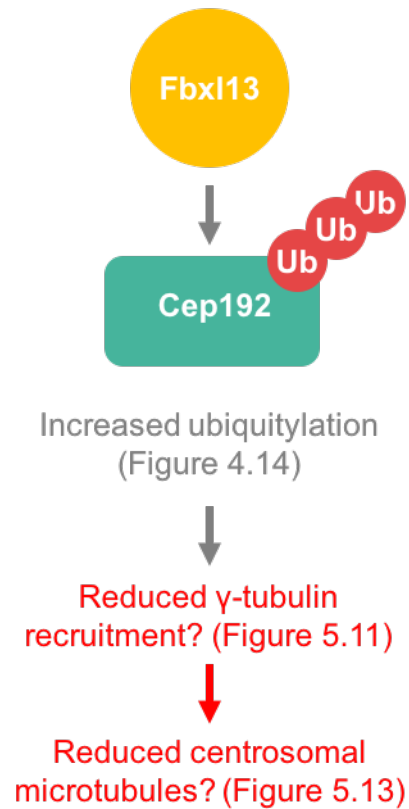 Fbxl13
Ub
Ub
Ub
Cep192
Increased ubiquitylation
(Figure 4.14)
Reduced γ-tubulin
recruitment? (Figure 5.11)
Reduced centrosomal
microtubules? (Figure 5.13)